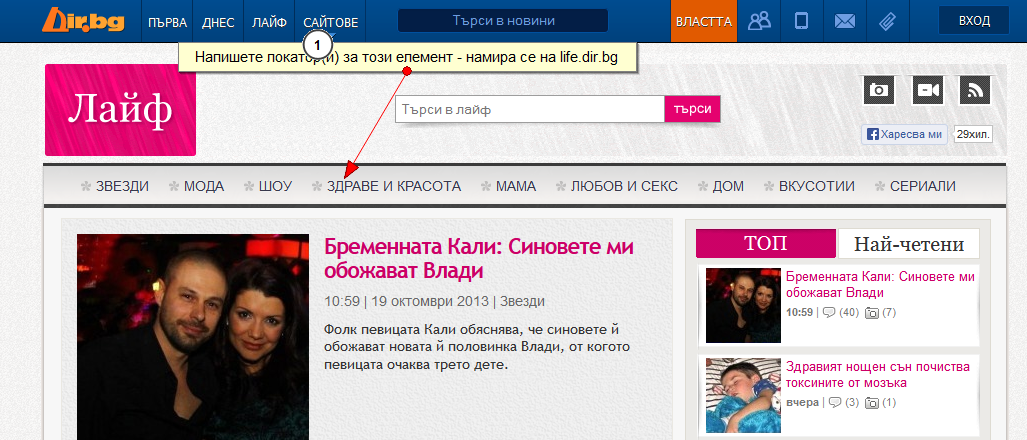 Dir.bg
ПЪРВА
ДНЕС
ЛАЙФ
САЙТОВЕ
Търси в новини
ВЛАСТТА
ВХОД
1
Напишете локатор(и) за този елемент - намира се на life.dir.bg
Лайф
Търси в лайф
търси
Харесва ми
29хил.
ЗВЕЗДИ
МОДА
ШОУ
ЗДРАВЕ И КРАСОТА
МАМА
ЛЮБОВ И СЕКС
ДОМ
ВКУСОТИИ
СЕРИАЛИ
Бременната Кали: Синовете ми
обожават Влади
10:59 | 19 октомври 2013 | Звезди
Фолк певицата Кали обяснява, че синовете й
обожават новата й половинка Влади, от когото
певицата очаква трето дете.
ТОП
Най-четени
Бременната Кали: Синовете ми
обожават Влади
10:59 | (40) (7)
Здравият нощен сън почиства
токсините от мозъка
вчера | (3) (1)